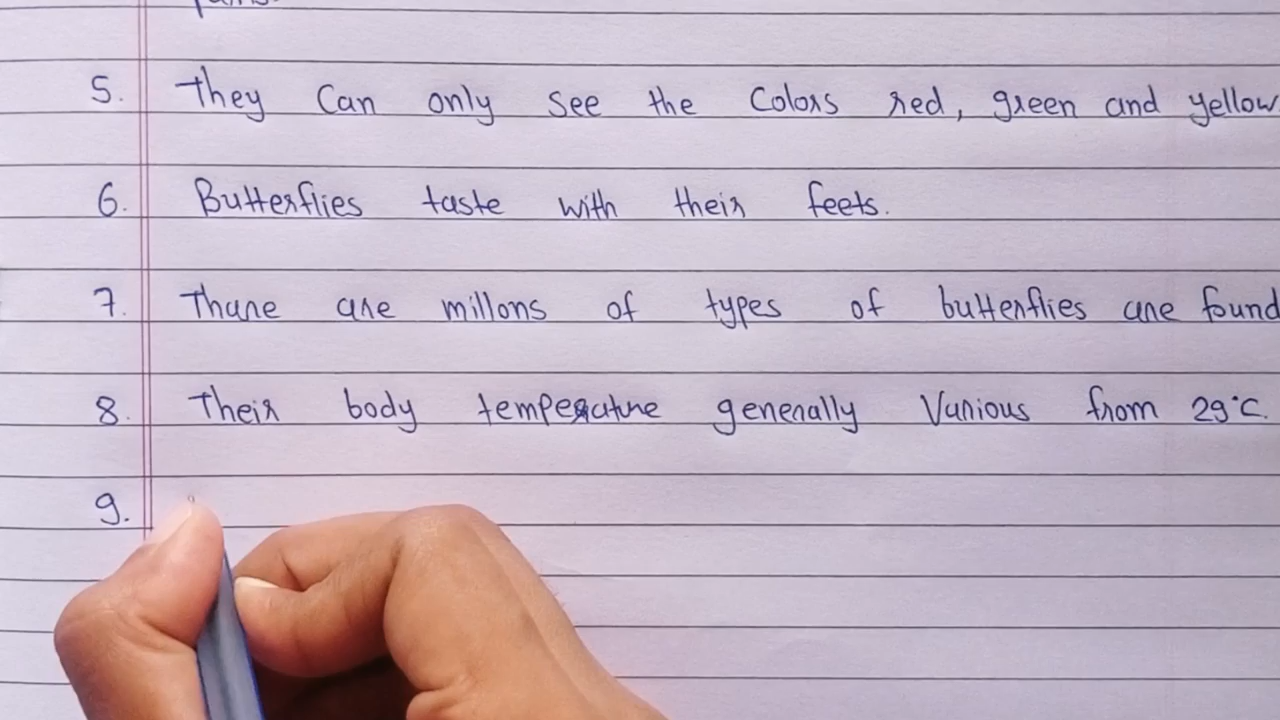 5. They Can only see the Colors red, green and yellow
6. Butterflies taste with their feets.
7. Thare are millons of types of butterflies are found
8. Their body temperature generally Various from 29°C.
9.